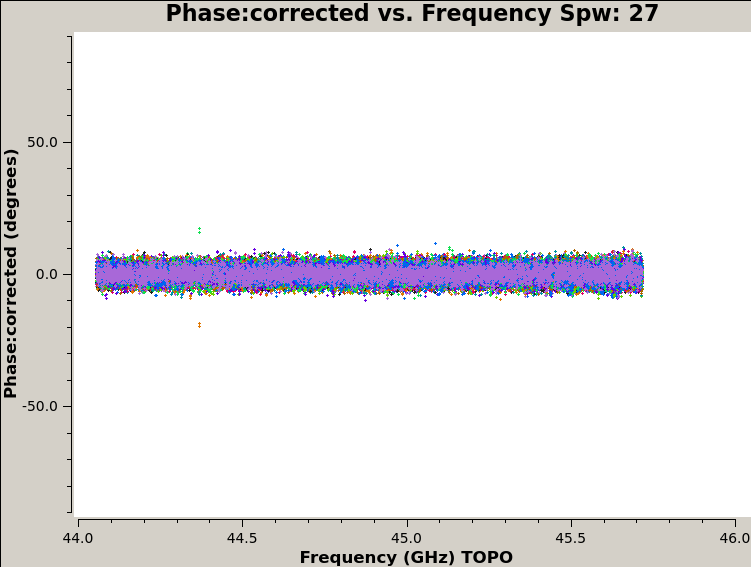 Phase:corrected vs. Frequency Spw: 27
Phase:corrected (degrees)
50.0
0.0
-50.0
44.0 44.5 45.0 45.5 46.0
Frequency (GHz) TOPO